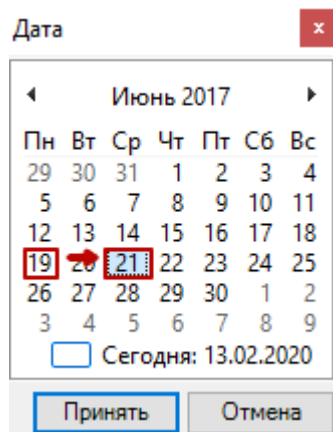 Дата x
Июнь 2017
Пн Вт Ср Чт Пт Сб Вс
29 30 31 1 2 3 4
5 6 7 8 9 10 11
12 13 14 15 16 17 18
19 20 21 22 23 24 25
26 27 28 29 30 1 2
3 4 5 6 7 8 9
Сегодня: 13.02.2020
Принять Отмена